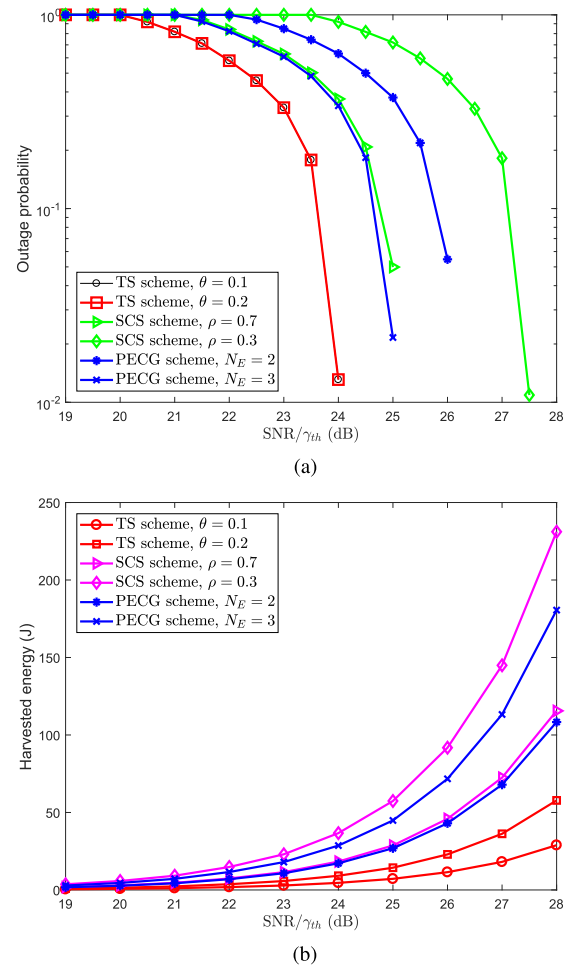 10^0
10^-1
10^-2
Outage probability
TS scheme, θ = 0.1
TS scheme, θ = 0.2
SCS scheme, ρ = 0.7
SCS scheme, ρ = 0.3
PECG scheme, N_E = 2
PECG scheme, N_E = 3
19 20 21 22 23 24 25 26 27 28
SNR/γ_th (dB)
(a)
250
200
150
100
50
0
Harvested energy (J)
TS scheme, θ = 0.1
TS scheme, θ = 0.2
SCS scheme, ρ = 0.7
SCS scheme, ρ = 0.3
PECG scheme, N_E = 2
PECG scheme, N_E = 3
19 20 21 22 23 24 25 26 27 28
SNR/γ_th (dB)
(b)